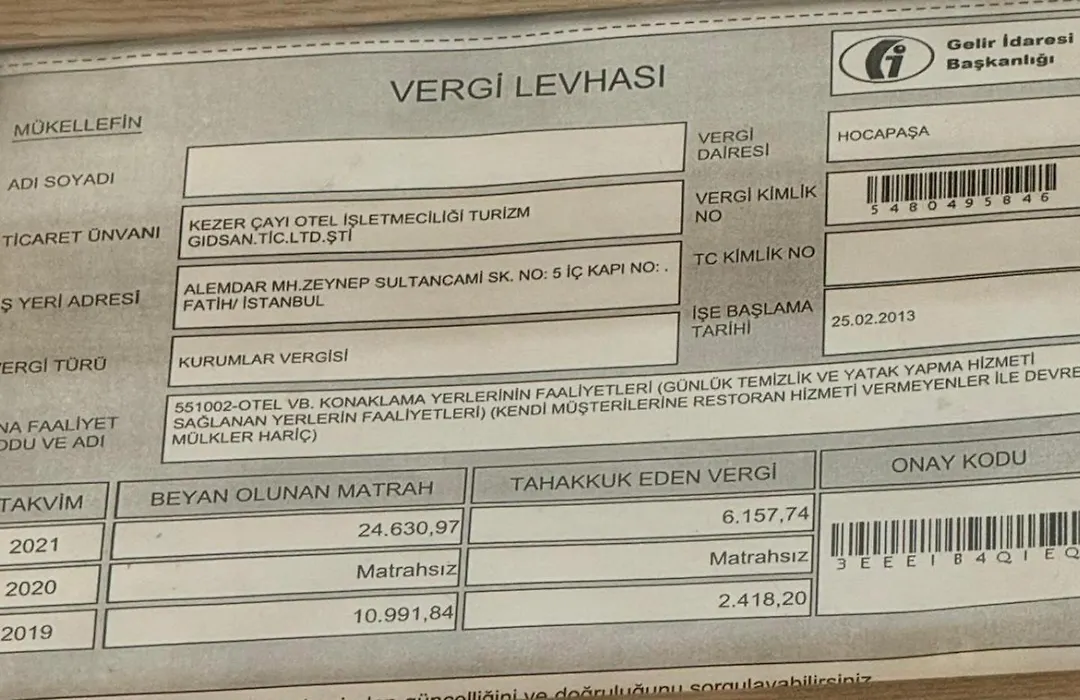 Gelir İdaresi
Başkanlığı
VERGİ LEVHASI
MÜKELLEFİN
ADI SOYADI
TİCARET ÜNVANI
KEZER ÇAYI OTEL İŞLETMECİLİĞİ TURİZM
GIDSAN.TİC.LTD.ŞTİ
Ş YERİ ADRESİ
ALEMDAR MH.ZEYNEP SULTANCAMİ SK. NO: 5 İÇ KAPI NO: .
FATİH/ İSTANBUL
ERGİ TÜRÜ
KURUMLAR VERGİSİ
VERGİ
DAİRESİ
HOCAPAŞA
VERGİ KİMLİK
NO
5480495846
TC KİMLİK NO
İŞE BAŞLAMA
TARİHİ
25.02.2013
NA FAALİYET
ODU VE ADI
551002-OTEL VB. KONAKLAMA YERLERİNİN FAALİYETLERİ (GÜNLÜK TEMİZLİK VE YATAK YAPMA HİZMETİ
SAĞLANAN YERLERİN FAALİYETLERİ) (KENDİ MÜŞTERİLERİNE RESTORAN HİZMETİ VERMEYENLER İLE DEVRE
MÜLKLER HARİÇ)
TAKVİM BEYAN OLUNAN MATRAH TAHAKKUK EDEN VERGİ ONAY KODU
2021 24.630,97 6.157,74
2020 Matrahsız Matrahsız
2019 10.991,84 2.418,20
3EEEIB4QIEQ
güncelliğini ve doğruluğunu sorgulayabilirsiniz